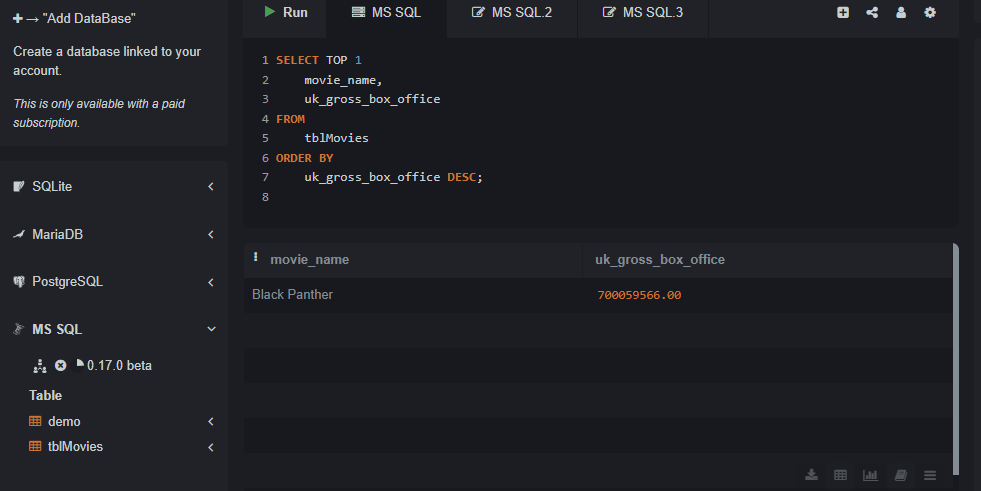 → "Add DataBase"
Create a database linked to your
account.
This is only available with a paid
subscription.
SQLite
MariaDB
PostgreSQL
MS SQL
0.17.0 beta
Table
demo
tblMovies
Run
MS SQL
MS SQL.2
MS SQL.3
1 SELECT TOP 1
2 movie_name,
3 uk_gross_box_office
4 FROM
5 tblMovies
6 ORDER BY
7 uk_gross_box_office DESC;
8
movie_name uk_gross_box_office
Black Panther 700059566.00